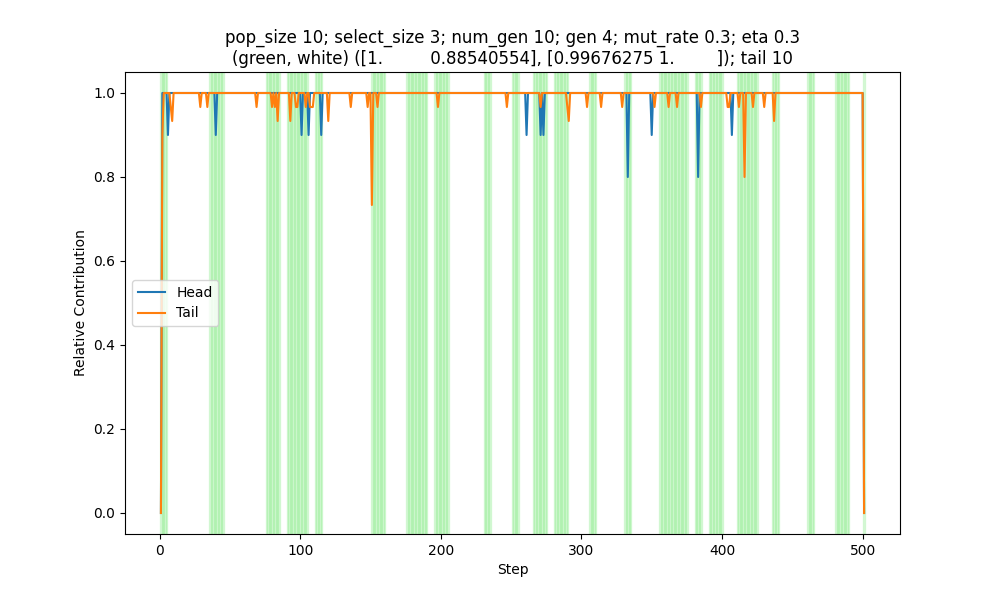 pop_size 10; select_size 3; num_gen 10; gen 4; mut_rate 0.3; eta 0.3
(green, white) ([1.         0.88540554], [0.99676275 1.         ]); tail 10
1.0
0.8
0.6
0.4
0.2
0.0
Relative Contribution
Head
Tail
0
100
200
300
400
500
Step